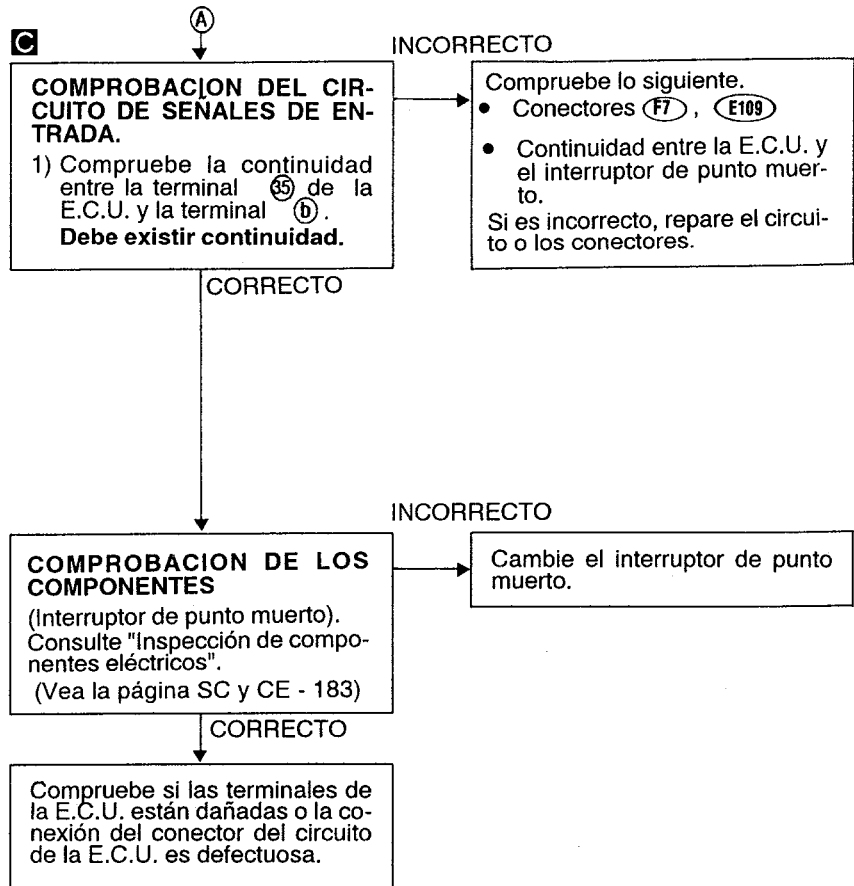 A
C
INCORRECTO
COMPROBACION DEL CIR-
CUITO DE SEÑALES DE EN-
TRADA.
1) Compruebe la continuidad
entre la terminal 35 de la
E.C.U. y la terminal b.
Debe existir continuidad.
Compruebe lo siguiente.
• Conectores F7, E109
• Continuidad entre la E.C.U. y
el interruptor de punto muer-
to.
Si es incorrecto, repare el circui-
to o los conectores.
CORRECTO
INCORRECTO
COMPROBACION DE LOS
COMPONENTES
(Interruptor de punto muerto).
Consulte "Inspección de compo-
nentes eléctricos".
(Vea la página SC y CE - 183)
Cambie el interruptor de punto
muerto.
CORRECTO
Compruebe si las terminales de
la E.C.U. están dañadas o la co-
nexión del conector del circuito
de la E.C.U. es defectuosa.